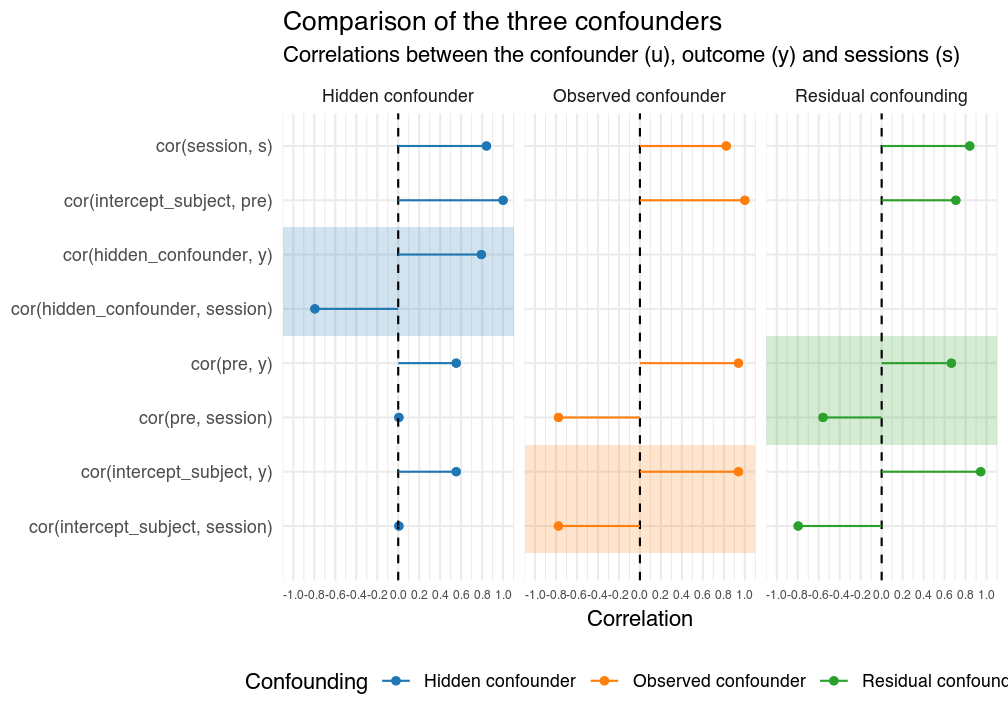 Comparison of the three confounders
Correlations between the confounder (u), outcome (y) and sessions (s)
Hidden confounder Observed confounder Residual confounding
cor(session, s)
cor(intercept_subject, pre)
cor(hidden_confounder, y)
cor(hidden_confounder, session)
cor(pre, y)
cor(pre, session)
cor(intercept_subject, y)
cor(intercept_subject, session)
-1.0 -0.8 -0.6 -0.4 -0.2 0.0 0.2 0.4 0.6 0.8 1.0 -1.0 -0.8 -0.6 -0.4 -0.2 0.0 0.2 0.4 0.6 0.8 1.0 -1.0 -0.8 -0.6 -0.4 -0.2 0.0 0.2 0.4 0.6 0.8 1.0
Correlation
Confounding Hidden confounder Observed confounder Residual confound